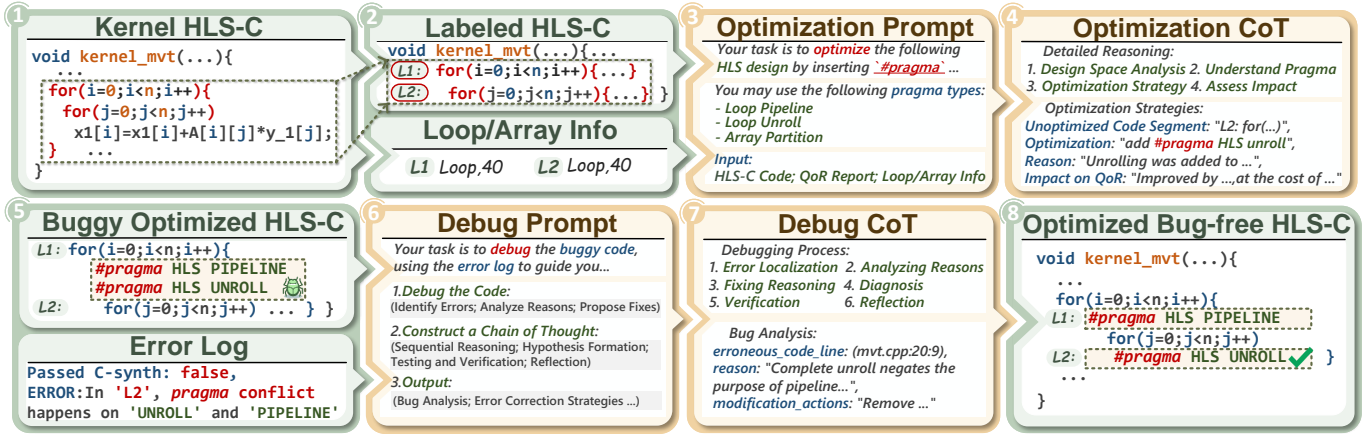 1
Kernel HLS-C
void kernel_mvt(...){
...
for(i=0;i<n;i++){
for(j=0;j<n;j++)
x1[i]=x1[i]+A[i][j]*y_1[j];
} ...
}
2
Labeled HLS-C
void kernel_mvt(...){...
L1: for(i=0;i<n;i++){...}
L2: for(j=0;j<n;j++){...} }
Loop/Array Info
L1 Loop,40 L2 Loop,40
3
Optimization Prompt
Your task is to optimize the following
HLS design by inserting `#pragma` ...
You may use the following pragma types:
- Loop Pipeline
- Loop Unroll
- Array Partition
Input:
HLS-C Code; QoR Report; Loop/Array Info
4
Optimization CoT
Detailed Reasoning:
1. Design Space Analysis 2. Understand Pragma
3. Optimization Strategy 4. Assess Impact
Optimization Strategies:
Unoptimized Code Segment: "L2: for(...)",
Optimization: "add #pragma HLS unroll",
Reason: "Unrolling was added to ...",
Impact on QoR: "Improved by ...,at the cost of ..."
5
Buggy Optimized HLS-C
L1: for(i=0;i<n;i++){
#pragma HLS PIPELINE
#pragma HLS UNROLL
L2: for(j=0;j<n;j++) ... } }
Error Log
Passed C-synth: false,
ERROR:In 'L2', pragma conflict
happens on 'UNROLL' and 'PIPELINE'
6
Debug Prompt
Your task is to debug the buggy code,
using the error log to guide you...
1.Debug the Code:
(Identify Errors; Analyze Reasons; Propose Fixes)
2.Construct a Chain of Thought:
(Sequential Reasoning; Hypothesis Formation;
Testing and Verification; Reflection)
3.Output:
(Bug Analysis; Error Correction Strategies ...)
7
Debug CoT
Debugging Process:
1. Error Localization 2. Analyzing Reasons
3. Fixing Reasoning 4. Diagnosis
5. Verification 6. Reflection
Bug Analysis:
erroneous_code_line: (mvt.cpp:20:9),
reason: "Complete unroll negates the
purpose of pipeline...",
modification_actions: "Remove ..."
8
Optimized Bug-free HLS-C
void kernel_mvt(...){
...
for(i=0;i<n;i++){
L1: #pragma HLS PIPELINE
for(j=0;j<n;j++)
L2: #pragma HLS UNROLL }
...
}